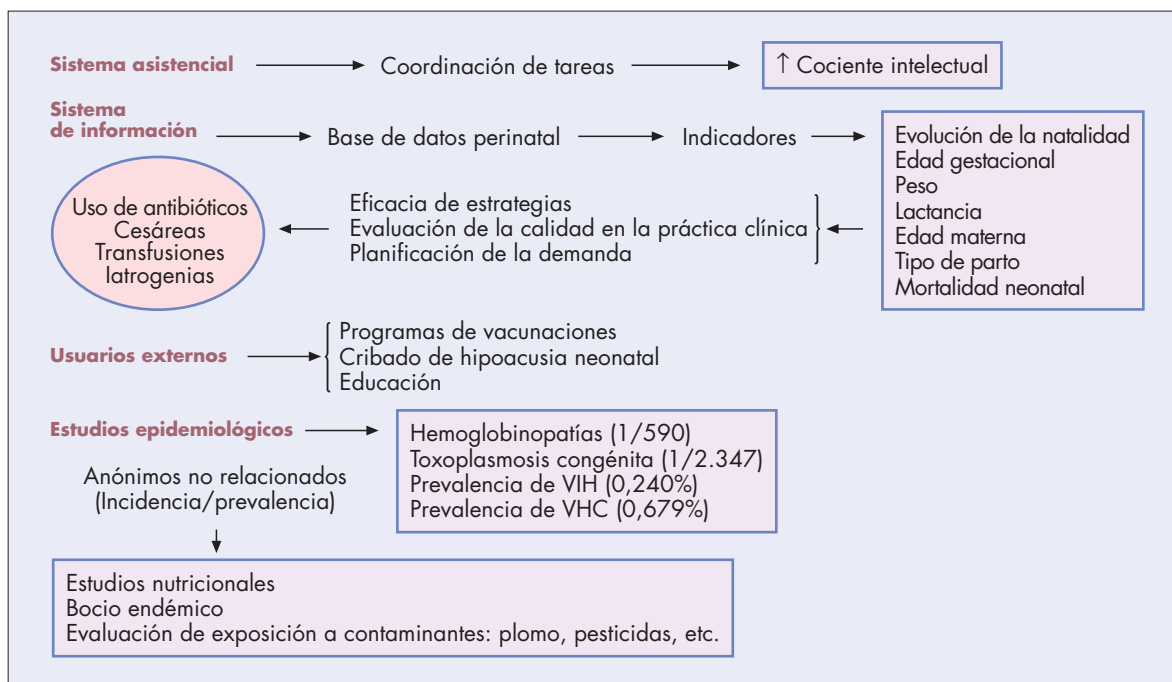 Sistema asistencial
Coordinación de tareas
↑ Cociente intelectual
Sistema
de información
Base de datos perinatal
Indicadores
Evolución de la natalidad
Edad gestacional
Peso
Lactancia
Edad materna
Tipo de parto
Mortalidad neonatal
Eficacia de estrategias
Evaluación de la calidad en la práctica clínica
Planificación de la demanda
Uso de antibióticos
Cesáreas
Transfusiones
Iatrogenias
Usuarios externos
Programas de vacunaciones
Cribado de hipoacusia neonatal
Educación
Estudios epidemiológicos
Hemoglobinopatías (1/590)
Toxoplasmosis congénita (1/2.347)
Prevalencia de VIH (0,240%)
Prevalencia de VHC (0,679%)
Anónimos no relacionados
(Incidencia/prevalencia)
Estudios nutricionales
Bocio endémico
Evaluación de exposición a contaminantes: plomo, pesticidas, etc.